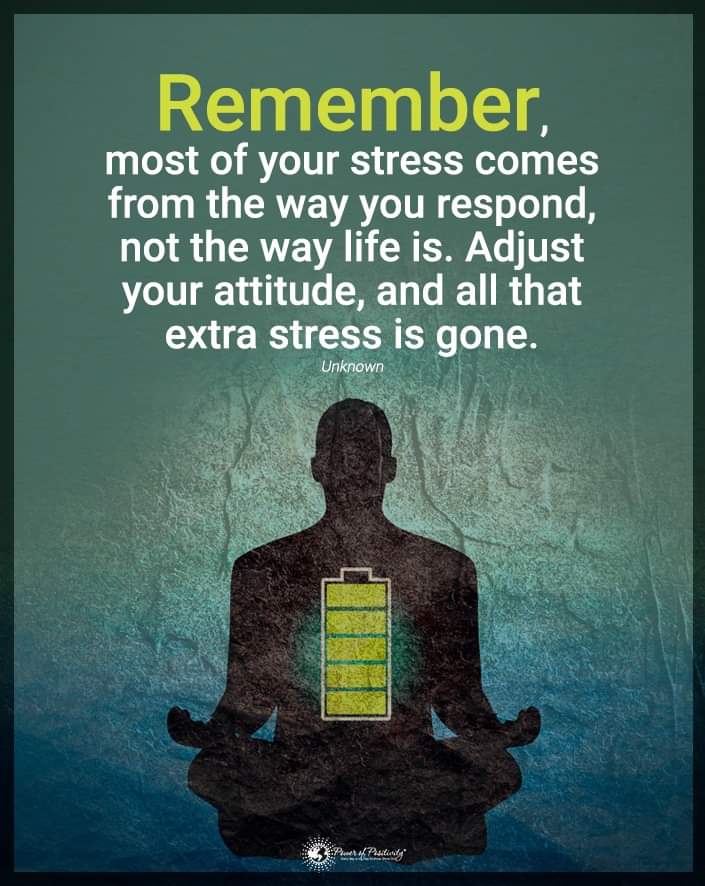 Remember,
most of your stress comes
from the way you respond,
not the way life is. Adjust
your attitude, and all that
extra stress is gone.
Unknown
Power of Positivity